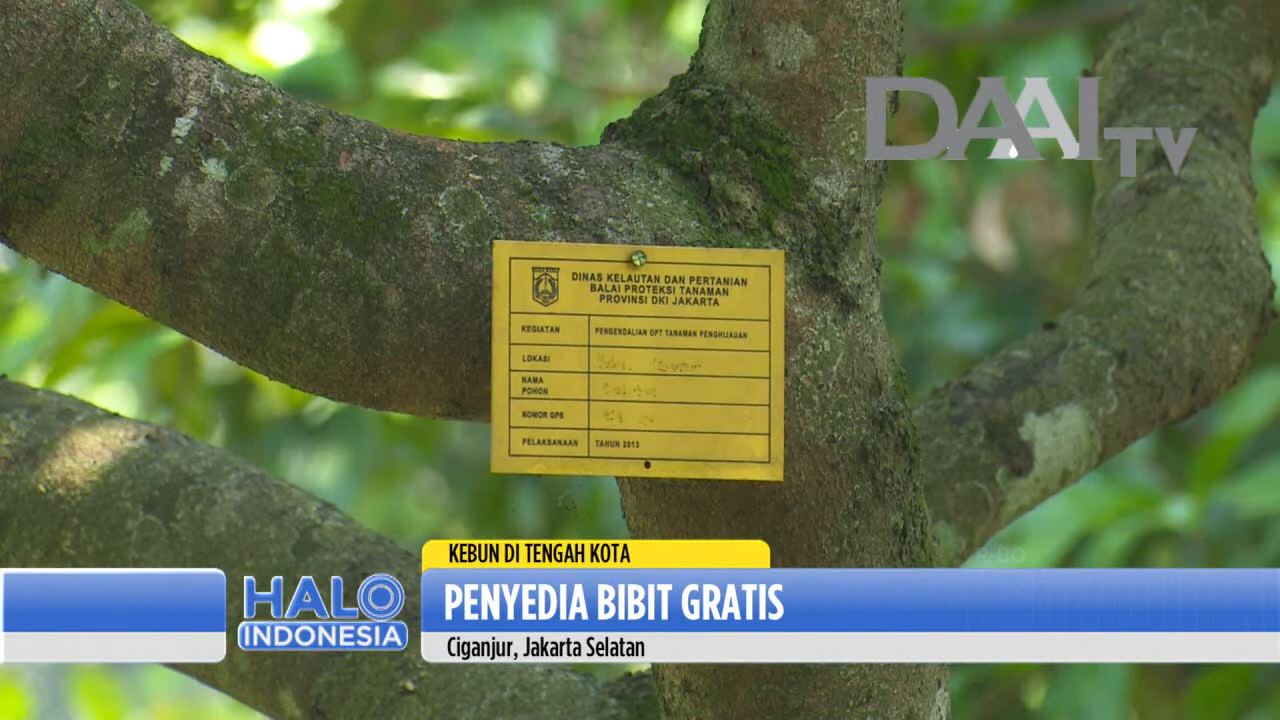 DAAI TV
DINAS KELAUTAN DAN PERTANIAN
BALAI PROTEKSI TANAMAN
PROVINSI DKI JAKARTA
KEGIATAN PENGENDALIAN OPT TANAMAN PENGHIJAUAN
LOKASI
NAMA
POHON
NOMOR GPS
PELAKSANAAN TAHUN 2013
KEBUN DI TENGAH KOTA
HALO
INDONESIA
PENYEDIA BIBIT GRATIS
Ciganjur, Jakarta Selatan